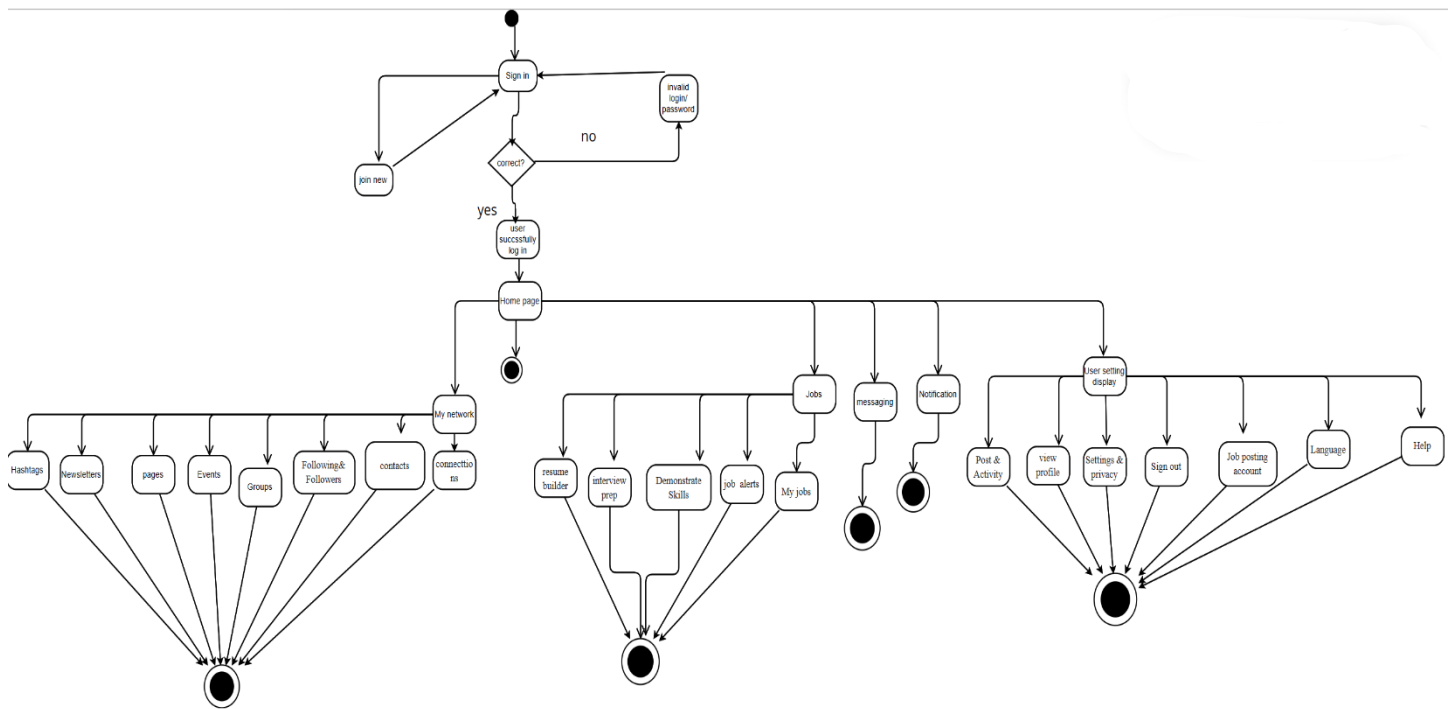 Sign in
invalid
login/
password
no
correct?
join new
yes
user
succssfully
log in
Home page
User setting
display
Jobs
messaging
Notification
My network
Hashtags
Newsletters
pages
Events
Groups
Following&
Followers
contacts
connecttio
ns
resume
builder
interview
prep
Demonstrate
Skills
job alerts
My jobs
Post &
Activity
view
profile
Settings &
privacy
Sign out
Job posting
account
Language
Help